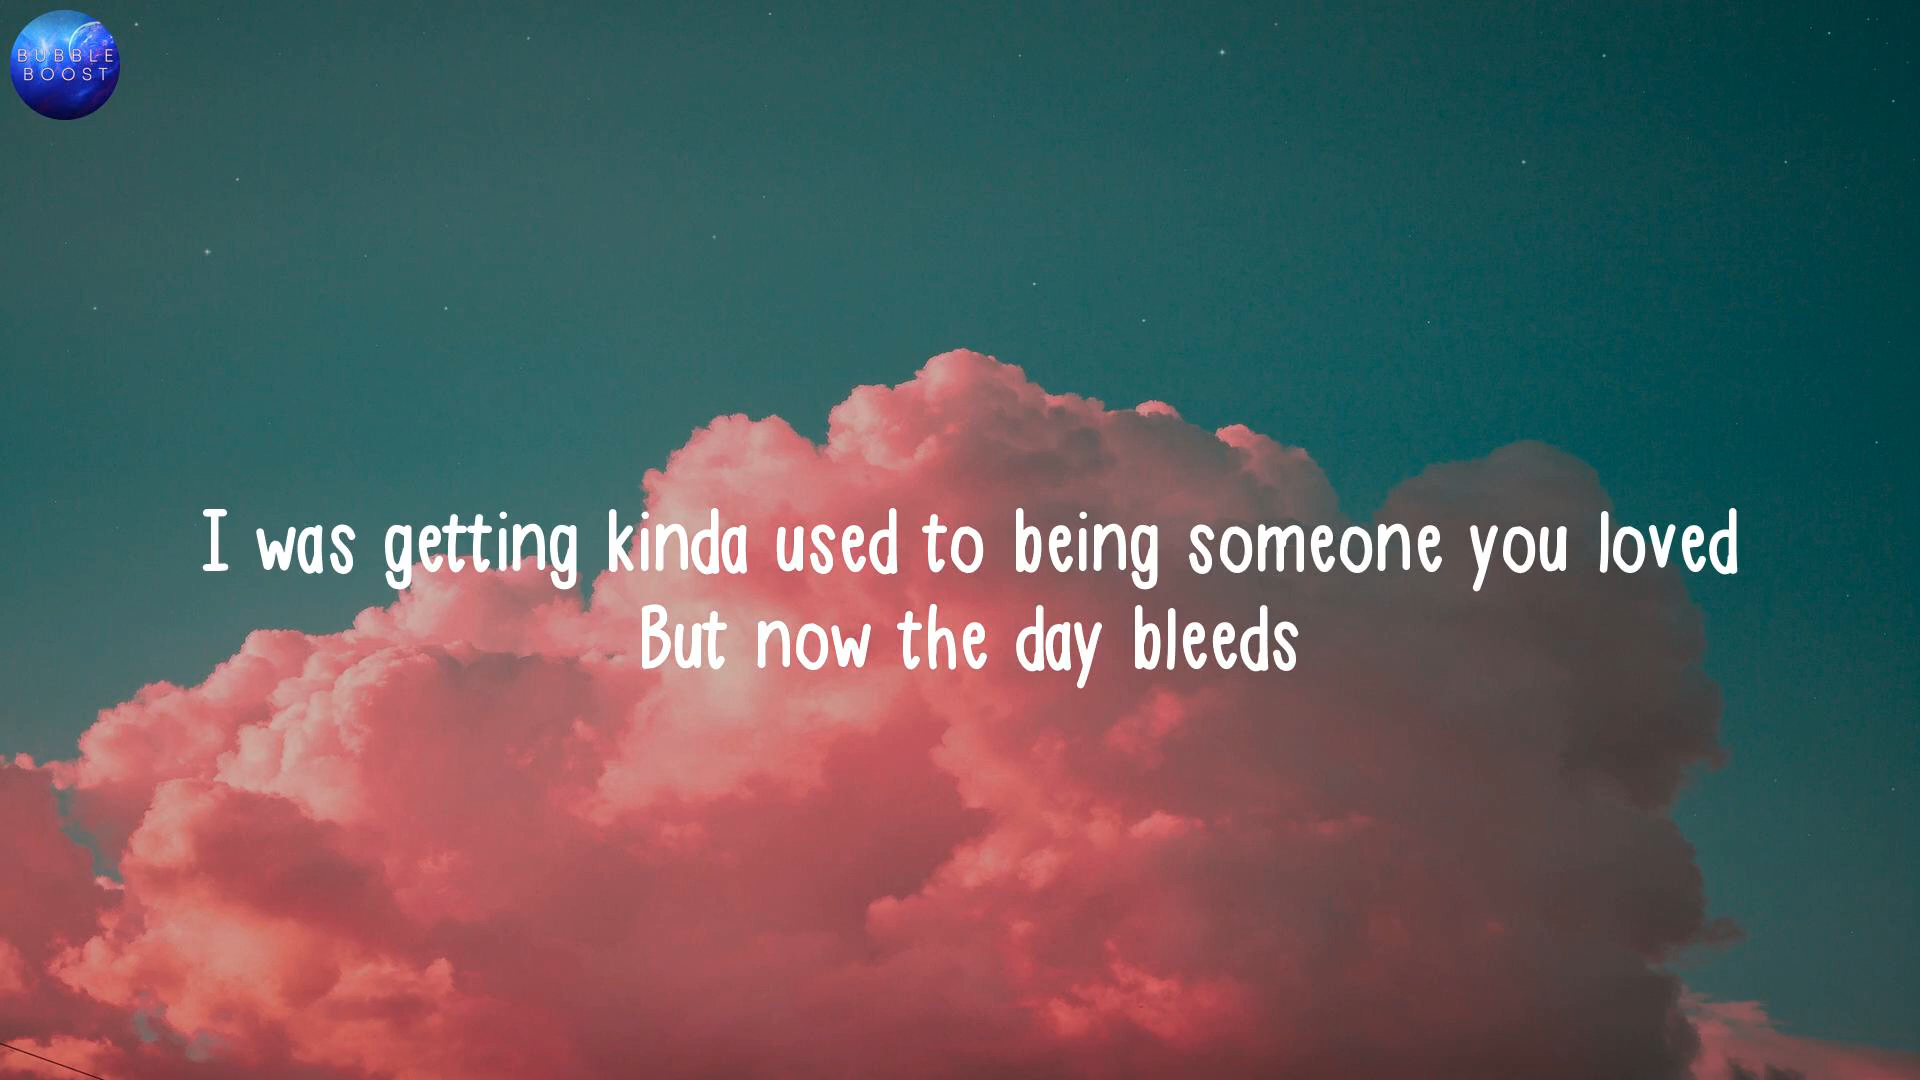 BUBBLE
BOOST
I was getting kinda used to being someone you loved
But now the day bleeds